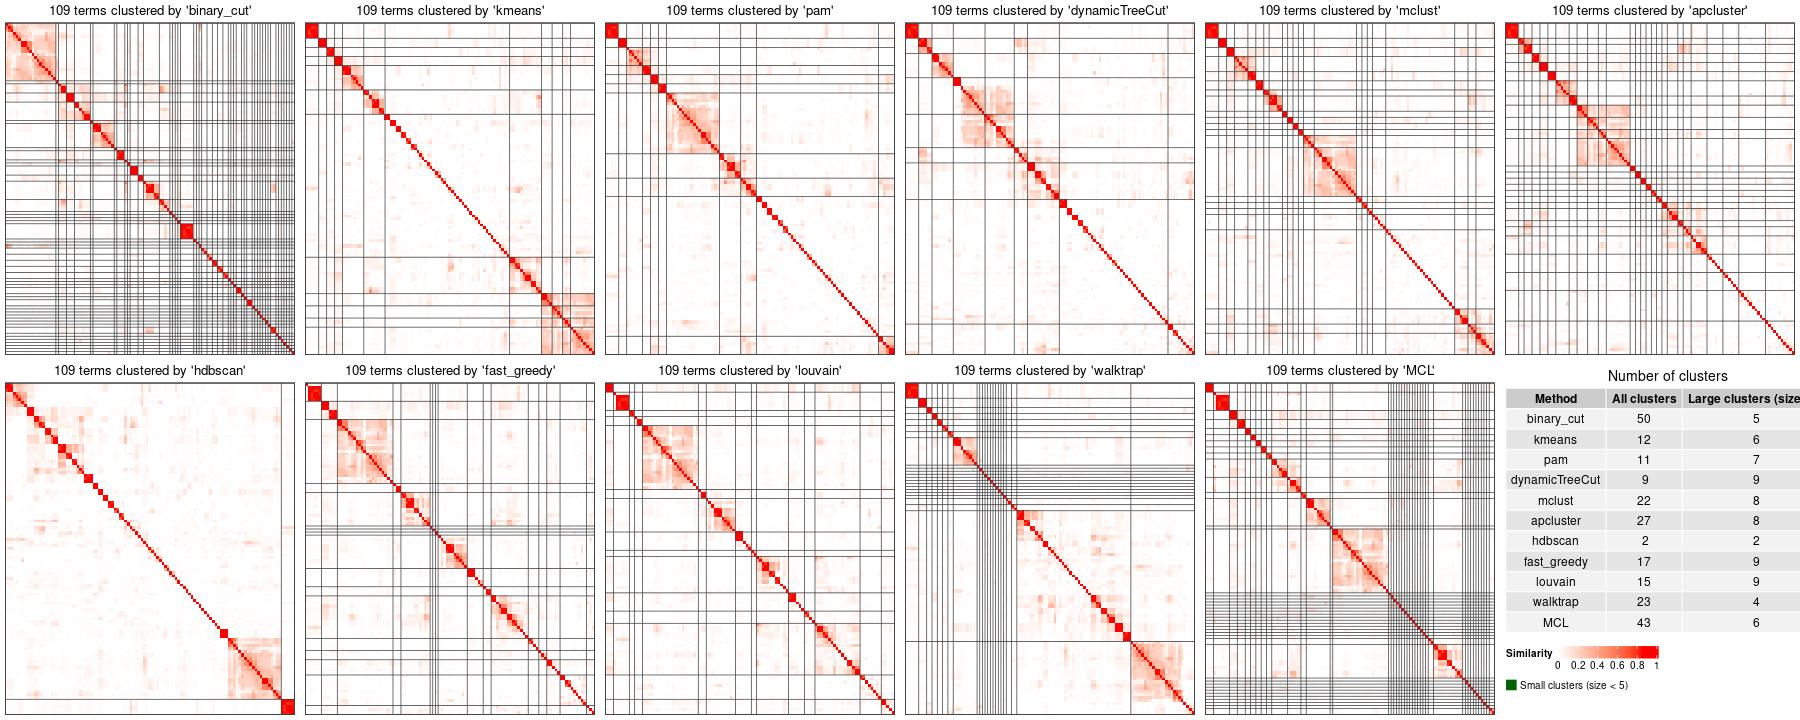 109 terms clustered by 'binary_cut'
109 terms clustered by 'kmeans'
109 terms clustered by 'pam'
109 terms clustered by 'dynamicTreeCut'
109 terms clustered by 'mclust'
109 terms clustered by 'apcluster'
109 terms clustered by 'hdbscan'
109 terms clustered by 'fast_greedy'
109 terms clustered by 'louvain'
109 terms clustered by 'walktrap'
109 terms clustered by 'MCL'
Number of clusters
Method All clusters Large clusters (size
binary_cut 50 5
kmeans 12 6
pam 11 7
dynamicTreeCut 9 9
mclust 22 8
apcluster 27 8
hdbscan 2 2
fast_greedy 17 9
louvain 15 9
walktrap 23 4
MCL 43 6
Similarity
0 0.2 0.4 0.6 0.8 1
Small clusters (size < 5)